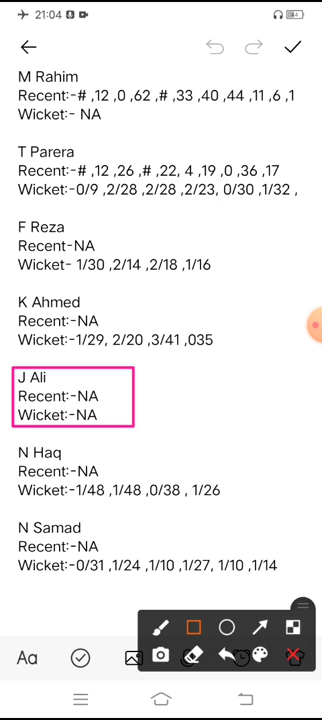 21:04
M Rahim
Recent:-# ,12 ,0 ,62 ,# ,33 ,40 ,44 ,11 ,6 ,1
Wicket:- NA
T Parera
Recent:-# ,12 ,26 ,# ,22, 4 ,19 ,0 ,36 ,17
Wicket:-0/9 ,2/28 ,2/28 ,2/23, 0/30 ,1/32 ,
F Reza
Recent-NA
Wicket- 1/30 ,2/14 ,2/18 ,1/16
K Ahmed
Recent:-NA
Wicket:-1/29, 2/20 ,3/41 ,035
J Ali
Recent:-NA
Wicket:-NA
N Haq
Recent:-NA
Wicket:-1/48 ,1/48 ,0/38 , 1/26
N Samad
Recent:-NA
Wicket:-0/31 ,1/24 ,1/10 ,1/27, 1/10 ,1/14
Aa